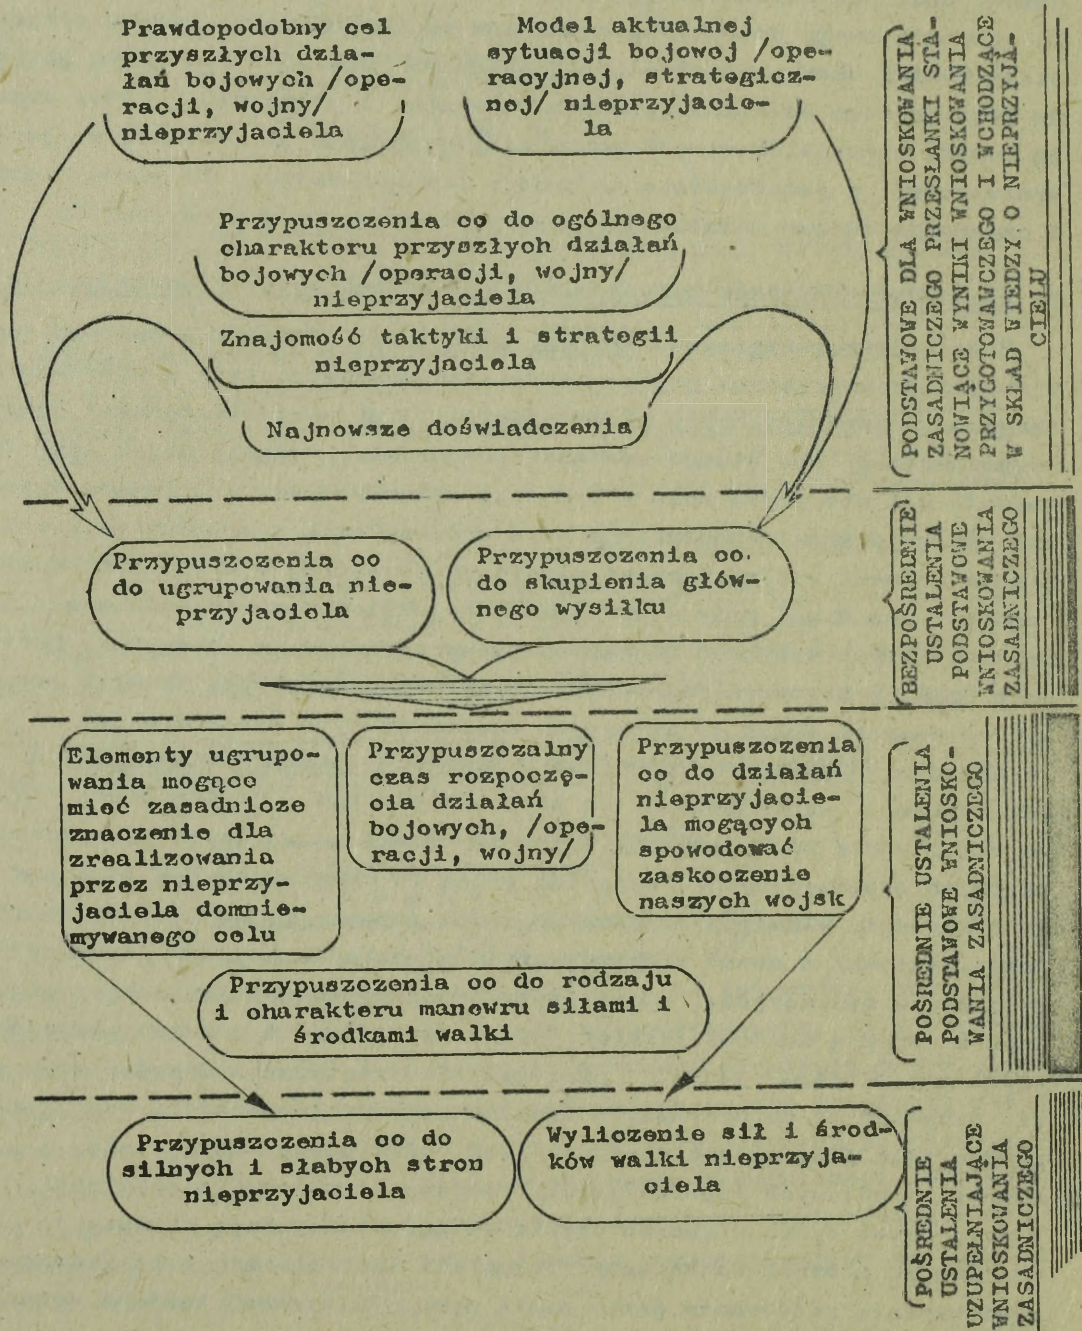 Prawdopodobny cel
przyszłych dzia-
łań bojowych /ope-
racji, wojny/
nieprzyjaciela
Model aktualnej
sytuacji bojowej /ope-
racyjnej, strategicz-
nej/ nieprzyjacie-
la
Przypuszczenia co do ogólnego
charakteru przyszłych działań
bojowych /operacji, wojny/
nieprzyjaciela
Znajomość taktyki i strategii
nieprzyjaciela
Najnowsze doświadczenia
PODSTAWOWE DLA WNIOSKOWANIA
ZASADNICZEGO PRZESŁANKI STA-
NOWIĄCE WYNIKI WNIOSKOWANIA
PRZYGOTOWAWCZEGO I WCHODZĄCE
W SKŁAD WIEDZY O NIEPRZYJA-
CIELU
Przypuszczenia co
do ugrupowania nie-
przyjaciela
Przypuszczenia co
do skupienia głów-
nego wysiłku
BEZPOŚREDNIE
USTALENIA
PODSTAWOWE
WNIOSKOWANIA
ZASADNICZEGO
Elementy ugrupo-
wania mogące
mieć zasadnicze
znaczenie dla
zrealizowania
przez nieprzy-
jaciela domnie-
mywanego celu
Przypuszczalny
czas rozpoczę-
cia działań
bojowych, /ope-
racji, wojny/
Przypuszczenia
co do działań
nieprzyjacie-
la mogących
spowodować
zaskoczenie
naszych wojsk
Przypuszczenia co do rodzaju
i charakteru manewru siłami i
środkami walki
POŚREDNIE USTALENIA
PODSTAWOWE WNIOSKO-
WANIA ZASADNICZEGO
Przypuszczenia co do
silnych i słabych stron
nieprzyjaciela
Wyliczenie sił i środ-
ków walki nieprzyja-
ciela
POŚREDNIE
USTALENIA
UZUPEŁNIAJĄCE
WNIOSKOWANIA
ZASADNICZEGO